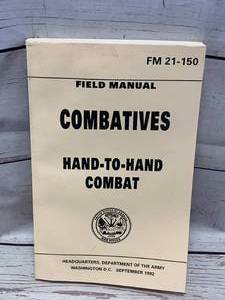 FM 21-150
FIELD MANUAL
COMBATIVES
HAND-TO-HAND
COMBAT
HEADQUARTERS, DEPARTMENT OF THE ARMY
WASHINGTON D.C. SEPTEMBER 1992